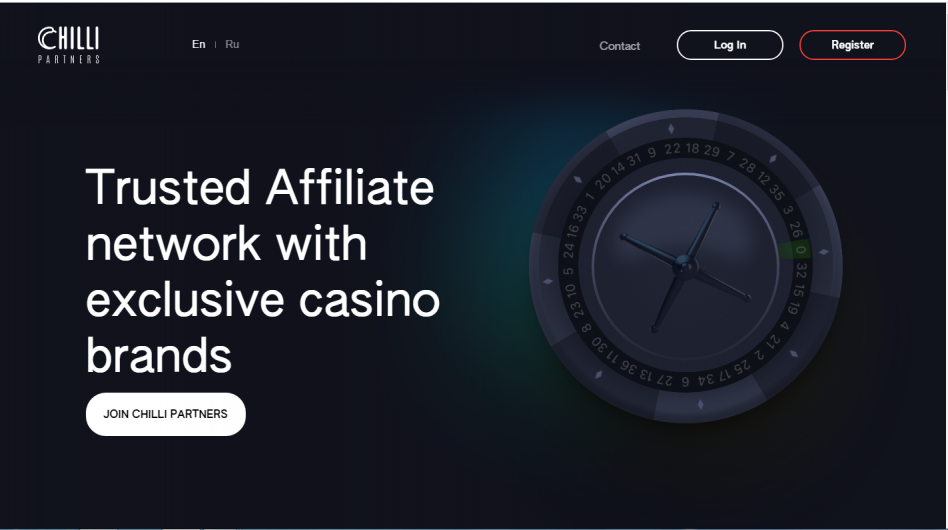 CHILLI
PARTNERS
En | Ru
Contact
Log In
Register
Trusted Affiliate
network with
exclusive casino
brands
JOIN CHILLI PARTNERS
0 32 15 19 4 21 2 25 17 34 6 27 13 36 11 30 8 23 10 5 24 16 33 1 20 14 31 9 22 18 29 7 28 12 35 3 26